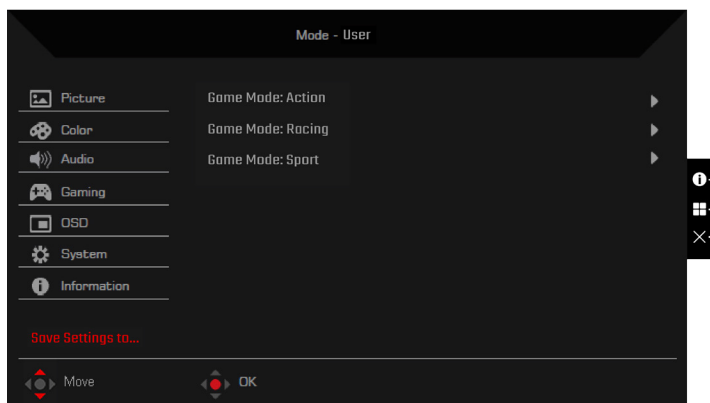 Mode - User
Picture
Game Mode: Action
Color
Game Mode: Racing
Audio
Game Mode: Sport
Gaming
OSD
System
Information
Save Settings to...
Move
OK